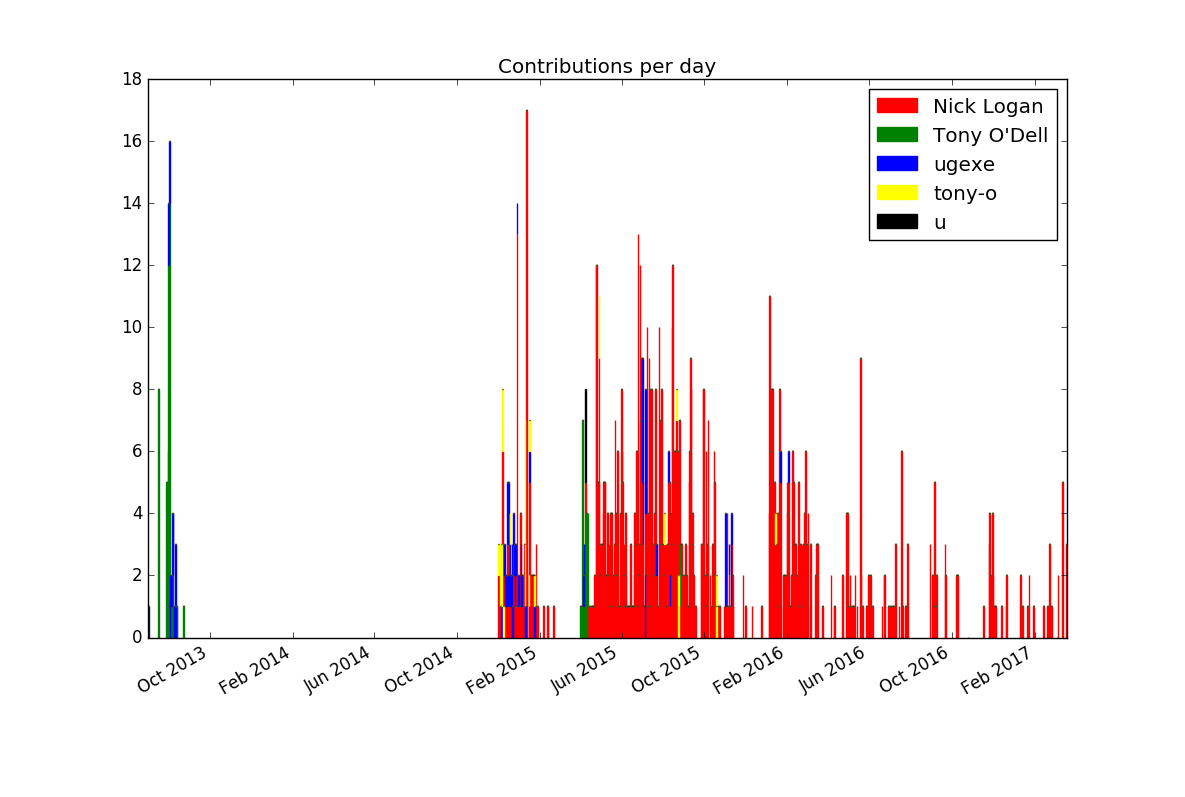 Contributions per day
18
16
14
12
10
8
6
4
2
0
Nick Logan
Tony O'Dell
ugexe
tony-o
u
Oct 2013
Feb 2014
Jun 2014
Oct 2014
Feb 2015
Jun 2015
Oct 2015
Feb 2016
Jun 2016
Oct 2016
Feb 2017